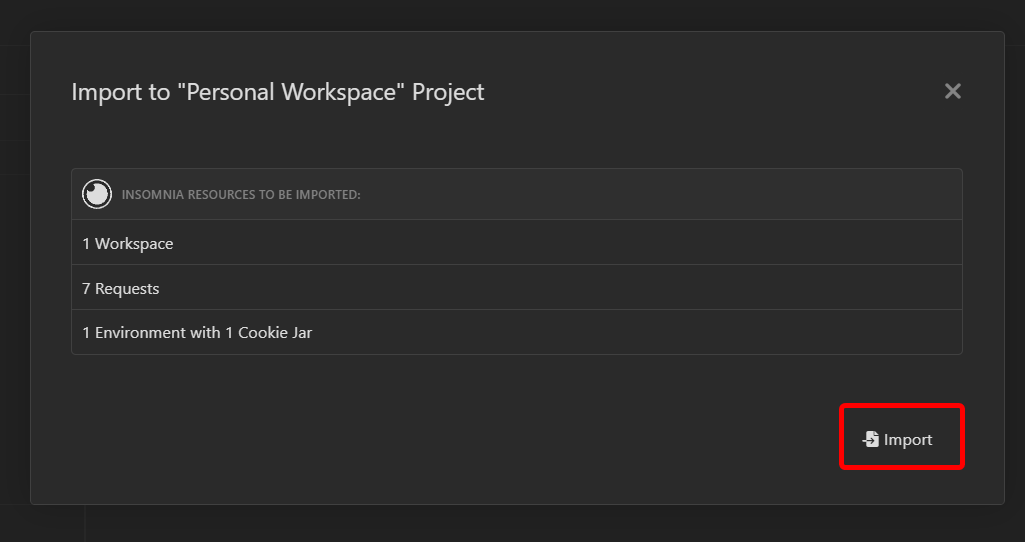 Import to "Personal Workspace" Project
INSOMNIA RESOURCES TO BE IMPORTED:
1 Workspace
7 Requests
1 Environment with 1 Cookie Jar
Import